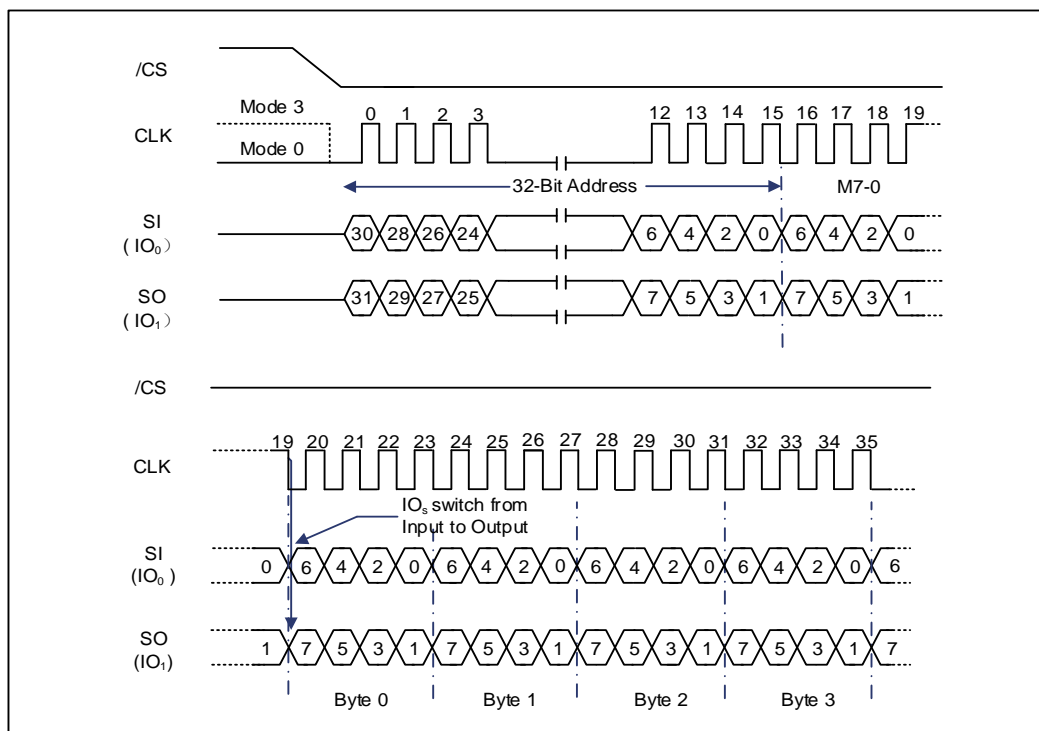 /CS
Mode 3
CLK
Mode 0
0 1 2 3 12 13 14 15 16 17 18 19
32-Bit Address
M7-0
SI
( IO₀ )
30 28 26 24 6 4 2 0 6 4 2 0
SO
( IO₁ )
31 29 27 25 7 5 3 1 7 5 3 1
/CS
CLK
19 20 21 22 23 24 25 26 27 28 29 30 31 32 33 34 35
IOₛ switch from
Input to Output
SI
(IO₀ )
0 6 4 2 0 6 4 2 0 6 4 2 0 6 4 2 0 6
SO
(IO₁)
1 7 5 3 1 7 5 3 1 7 5 3 1 7 5 3 1 7
Byte 0 Byte 1 Byte 2 Byte 3